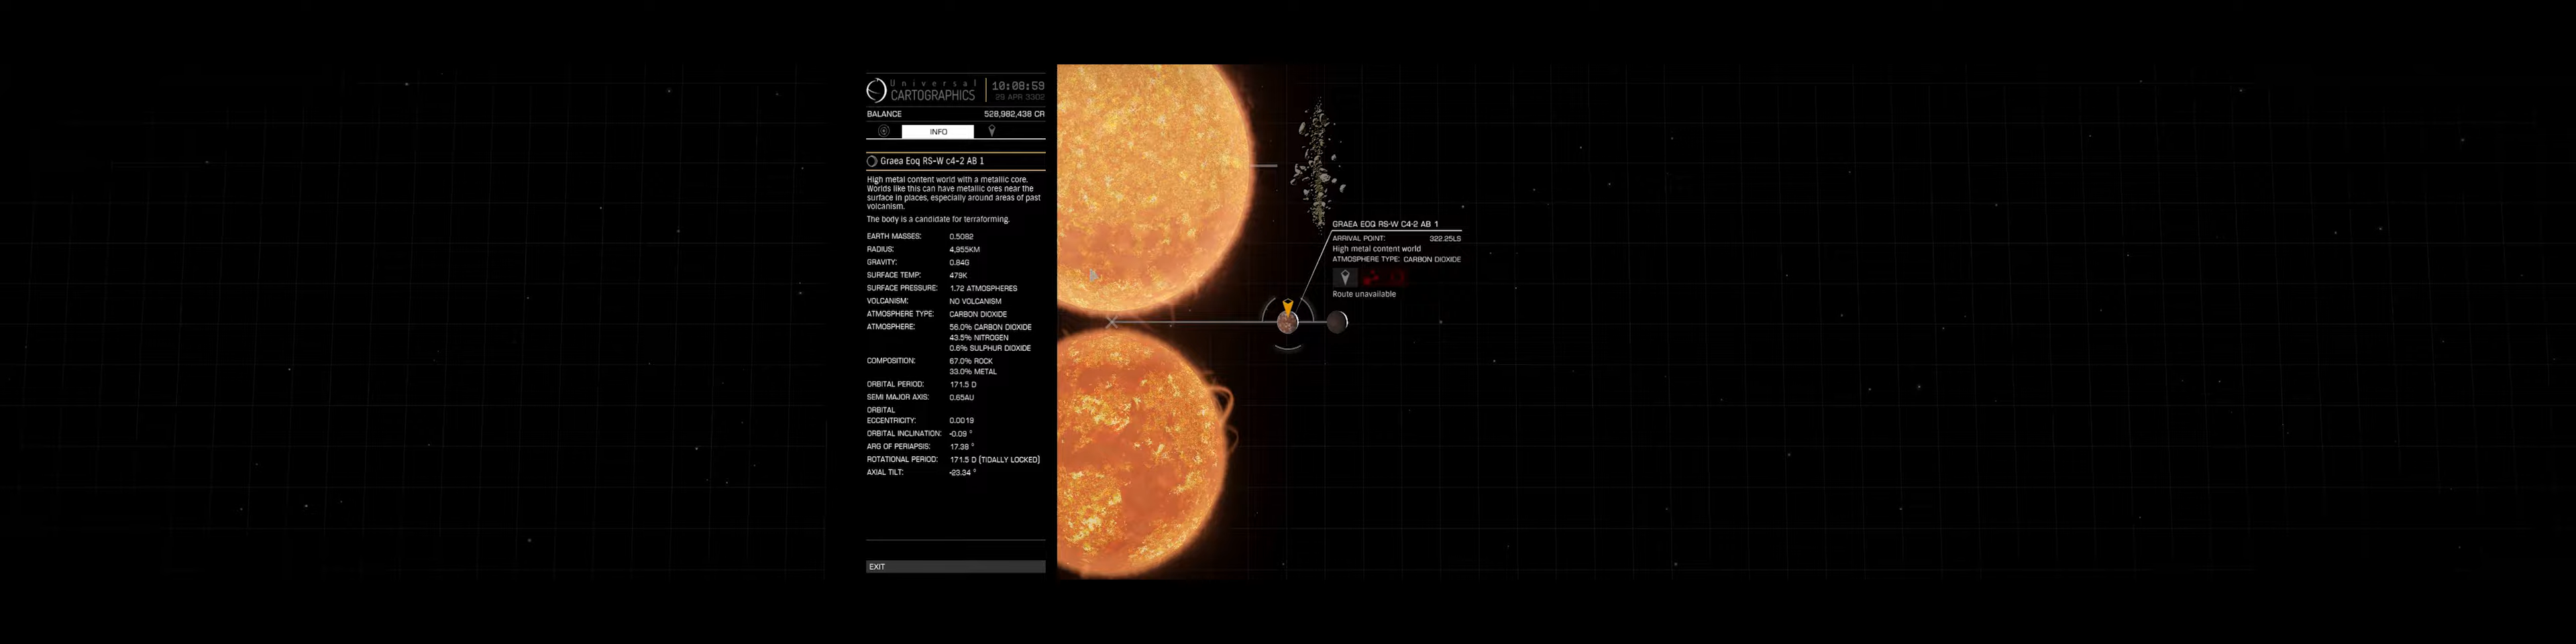 Universal
CARTOGRAPHICS
10:08:59
29 APR 3302
BALANCE 528,982,438 CR
INFO
Graea Eoq RS-W c4-2 AB 1
High metal content world with a metallic core.
Worlds like this can have metallic ores near the
surface in places, especially around areas of past
volcanism.
The body is a candidate for terraforming.
EARTH MASSES: 0.5082
RADIUS: 4,955KM
GRAVITY: 0.84G
SURFACE TEMP: 479K
SURFACE PRESSURE: 1.72 ATMOSPHERES
VOLCANISM: NO VOLCANISM
ATMOSPHERE TYPE: CARBON DIOXIDE
ATMOSPHERE: 56.0% CARBON DIOXIDE
43.5% NITROGEN
0.6% SULPHUR DIOXIDE
COMPOSITION: 67.0% ROCK
33.0% METAL
ORBITAL PERIOD: 171.5 D
SEMI MAJOR AXIS: 0.65AU
ORBITAL
ECCENTRICITY: 0.0019
ORBITAL INCLINATION: -0.09 °
ARG OF PERIAPSIS: 17.38 °
ROTATIONAL PERIOD: 171.5 D (TIDALLY LOCKED)
AXIAL TILT: -23.34 °
EXIT
GRAEA EOQ RS-W C4-2 AB 1
ARRIVAL POINT: 322.25LS
High metal content world
ATMOSPHERE TYPE: CARBON DIOXIDE
Route unavailable